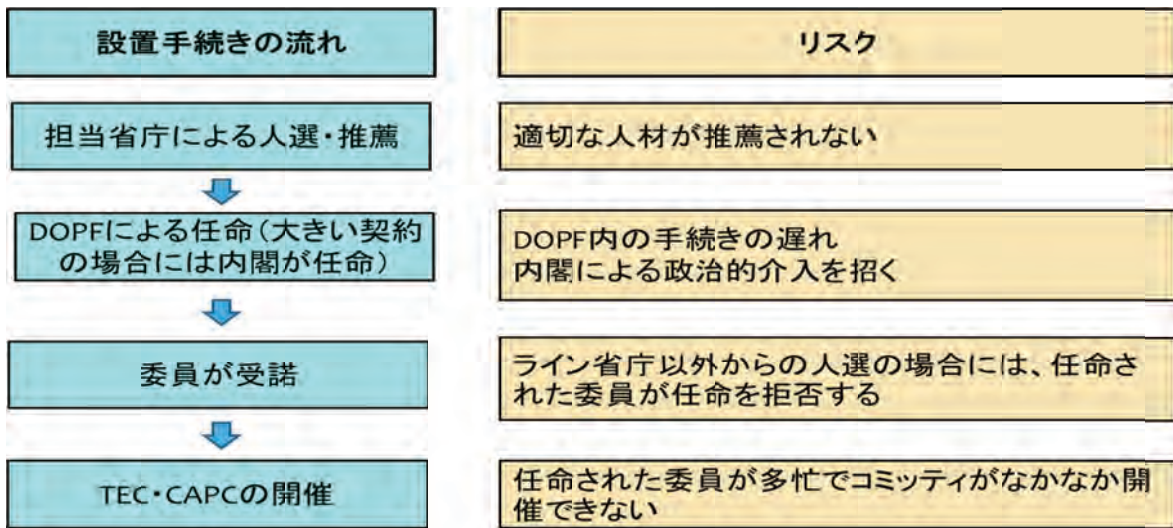 設置手続きの流れ
リスク
担当省庁による人選・推薦
適切な人材が推薦されない
DOPFによる任命(大きい契約
の場合には内閣が任命)
DOPF内の手続きの遅れ
内閣による政治的介入を招く
委員が受諾
ライン省庁以外からの人選の場合には、任命さ
れた委員が任命を拒否する
TEC・CAPCの開催
任命された委員が多忙でコミッティがなかなか開
催できない